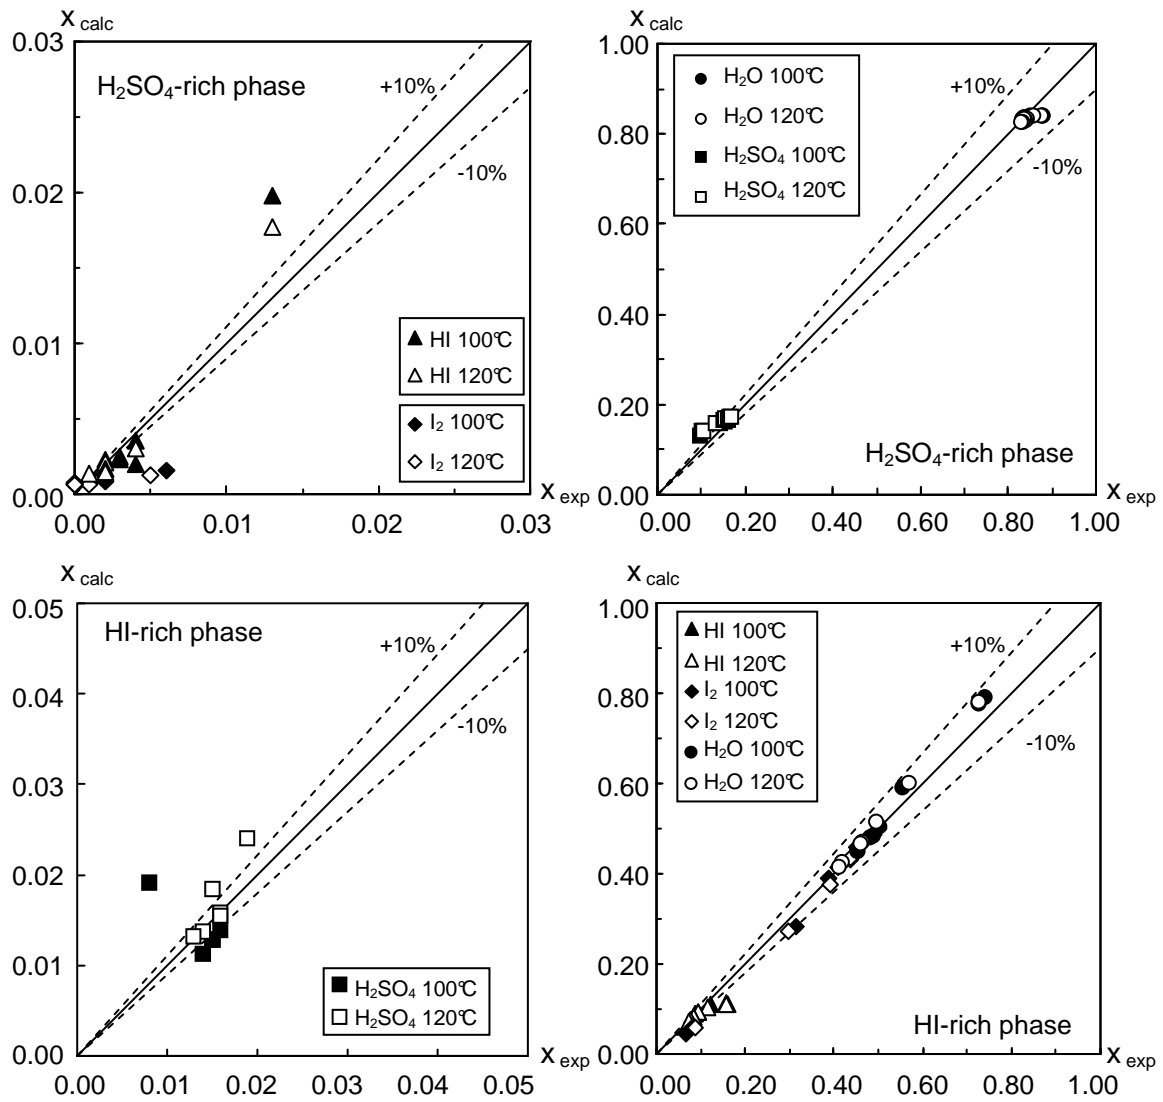 x calc
0.03
H2SO4-rich phase
+10%
-10%
0.02
HI 100℃
HI 120℃
0.01
I2 100℃
I2 120℃
0.00
x exp
0.00 0.01 0.02 0.03
x calc
1.00
H2O 100℃
H2O 120℃
H2SO4 100℃
H2SO4 120℃
+10%
0.80
-10%
0.60
0.40
0.20
H2SO4-rich phase
0.00
x exp
0.00 0.20 0.40 0.60 0.80 1.00
x calc
0.05
HI-rich phase
+10%
0.04
-10%
0.03
0.02
0.01
H2SO4 100℃
H2SO4 120℃
0.00
x exp
0.00 0.01 0.02 0.03 0.04 0.05
x calc
1.00
HI 100℃
HI 120℃
I2 100℃
I2 120℃
H2O 100℃
H2O 120℃
+10%
0.80
-10%
0.60
0.40
0.20
HI-rich phase
0.00
x exp
0.00 0.20 0.40 0.60 0.80 1.00